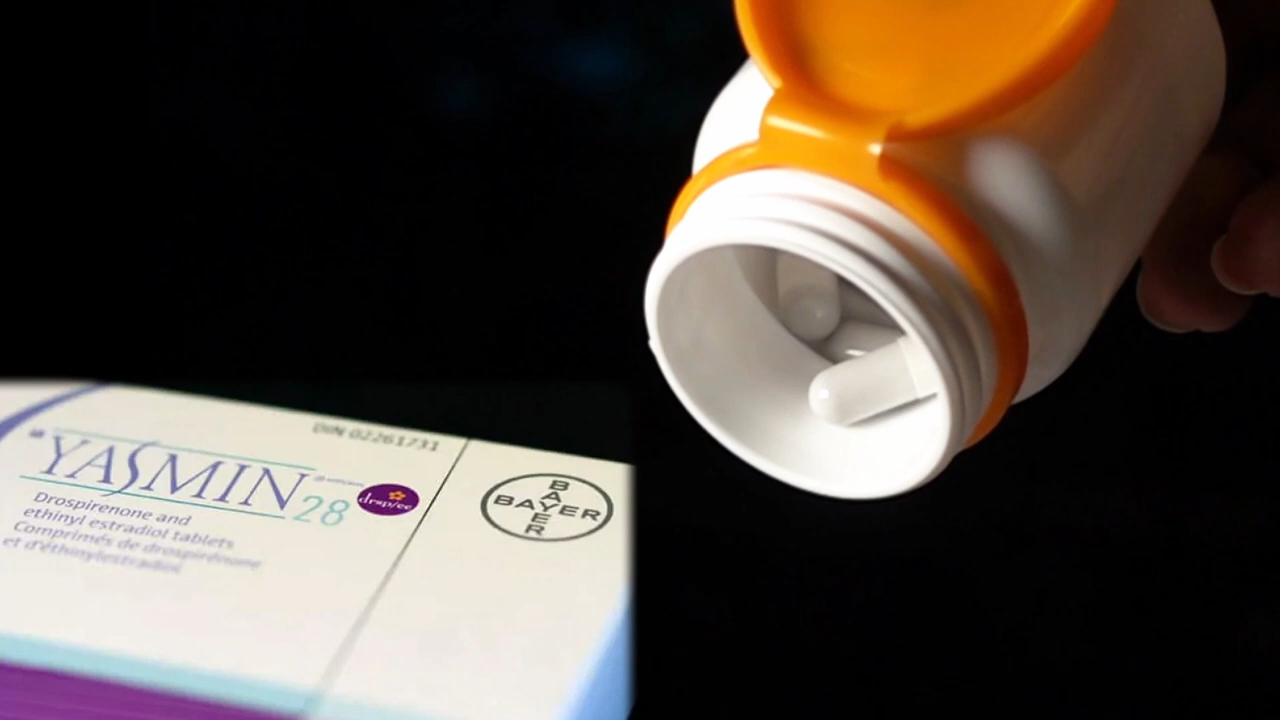 DIN 02261731
YASMIN 28
Drospirenone and
ethinyl estradiol tablets
Comprimés de drospirénone
et d'éthinylestradiol
BAYER
BAYER